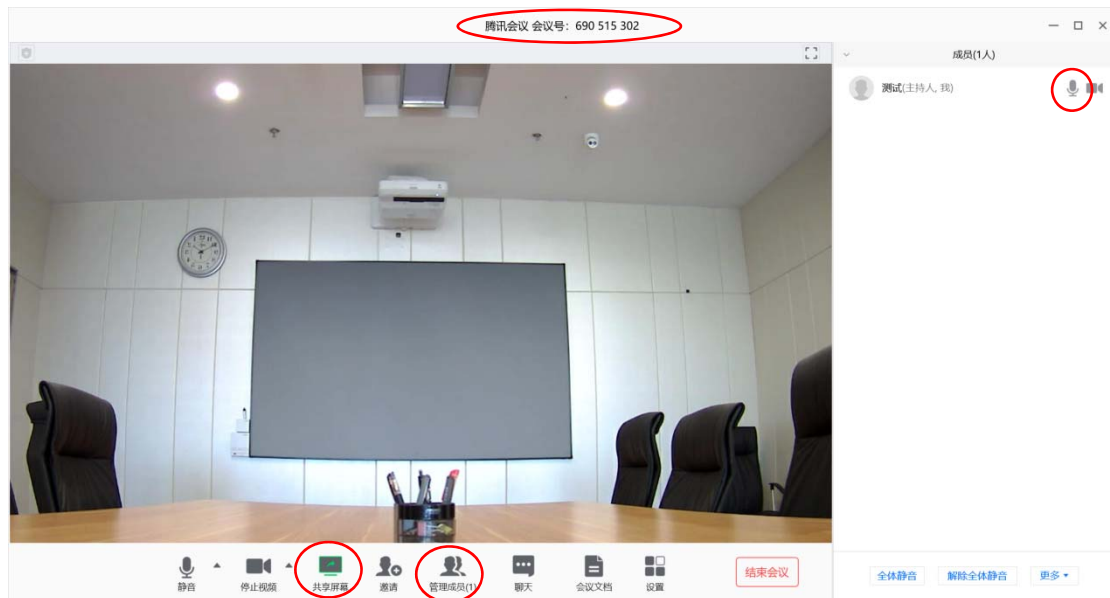 腾讯会议 会议号：690 515 302
成员(1人)
测试(主持人, 我)
静音
停止视频
共享屏幕
邀请
管理成员(1)
聊天
会议文档
设置
结束会议
全体静音
解除全体静音
更多